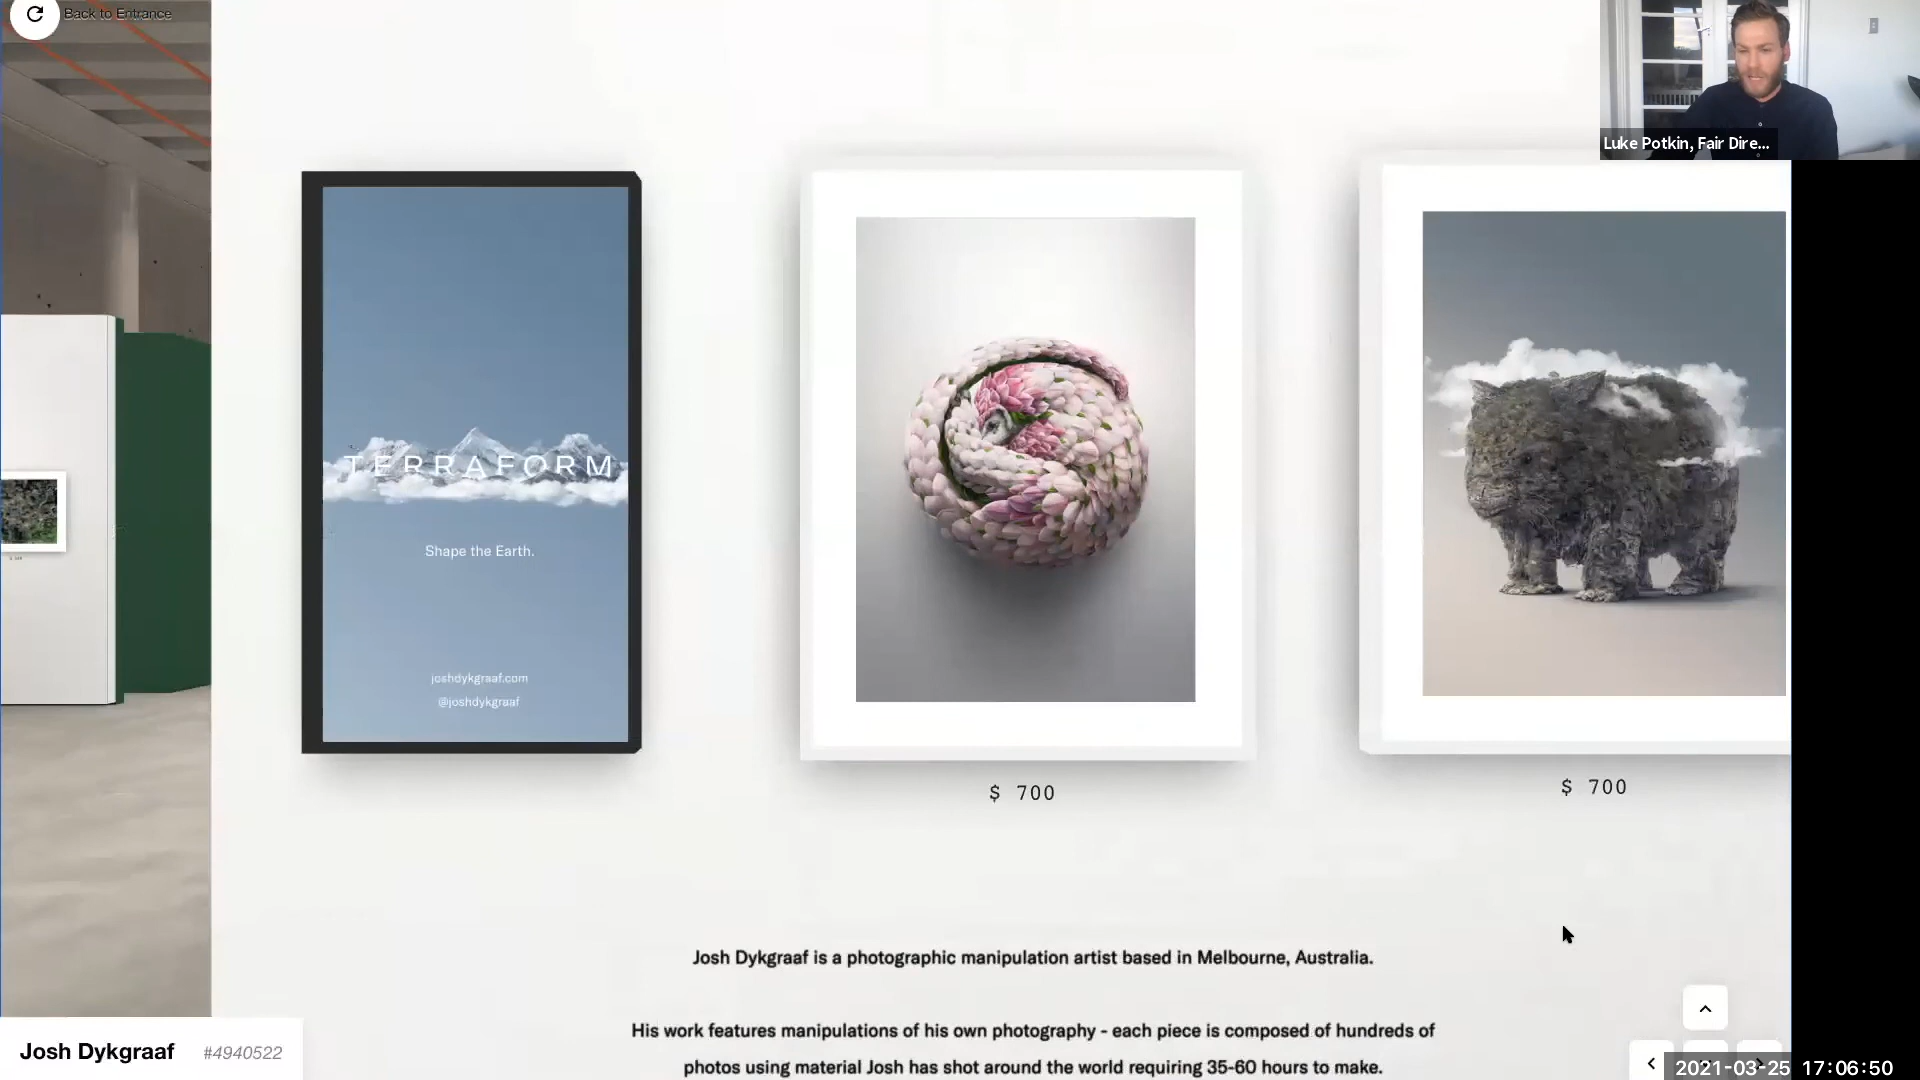 Back to Entrance
Luke Potkin, Fair Dire...
TERRAFORM
Shape the Earth.
joshdykgraaf.com
@joshdykgraaf
$ 700
$ 700
Josh Dykgraaf is a photographic manipulation artist based in Melbourne, Australia.
His work features manipulations of his own photography - each piece is composed of hundreds of
photos using material Josh has shot around the world requiring 35-60 hours to make.
Josh Dykgraaf #4940522
2021-03-25 17:06:50